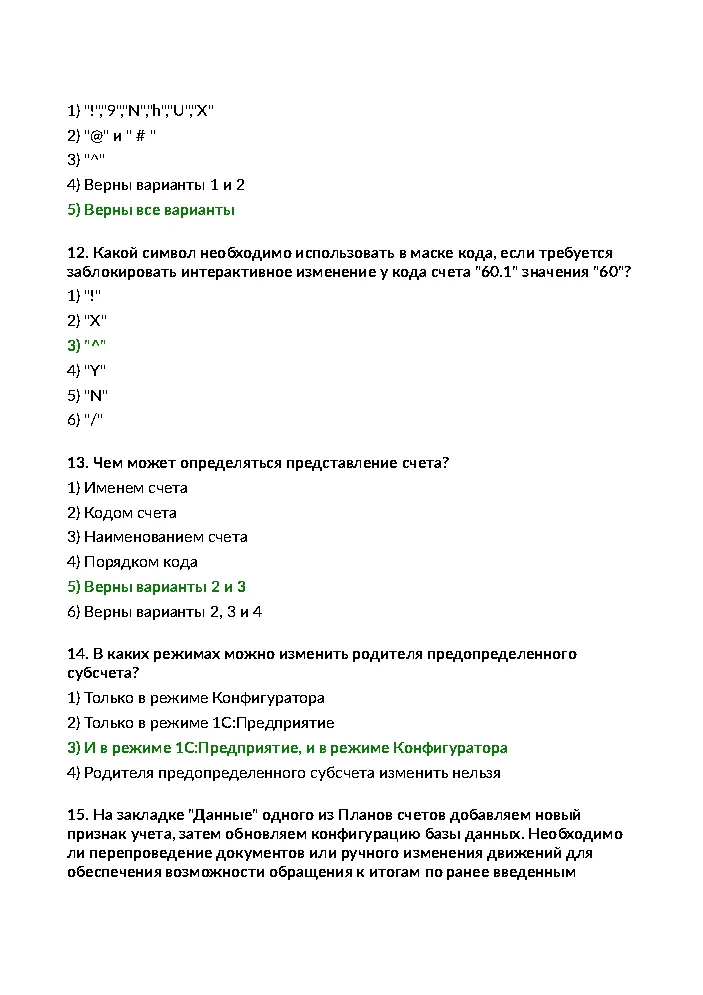 1) "!","9","N","h","U","X"
2) "@" и " # "
3) "^"
4) Верны варианты 1 и 2
5) Верны все варианты
12. Какой символ необходимо использовать в маске кода, если требуется
заблокировать интерактивное изменение у кода счета "60.1" значения "60"?
1) "!"
2) "X"
3) "^"
4) "Y"
5) "N"
6) "/"
13. Чем может определяться представление счета?
1) Именем счета
2) Кодом счета
3) Наименованием счета
4) Порядком кода
5) Верны варианты 2 и 3
6) Верны варианты 2, 3 и 4
14. В каких режимах можно изменить родителя предопределенного
субсчета?
1) Только в режиме Конфигуратора
2) Только в режиме 1С:Предприятие
3) И в режиме 1С:Предприятие, и в режиме Конфигуратора
4) Родителя предопределенного субсчета изменить нельзя
15. На закладке "Данные" одного из Планов счетов добавляем новый
признак учета, затем обновляем конфигурацию базы данных. Необходимо
ли перепроведение документов или ручного изменения движений для
обеспечения возможности обращения к итогам по ранее введенным